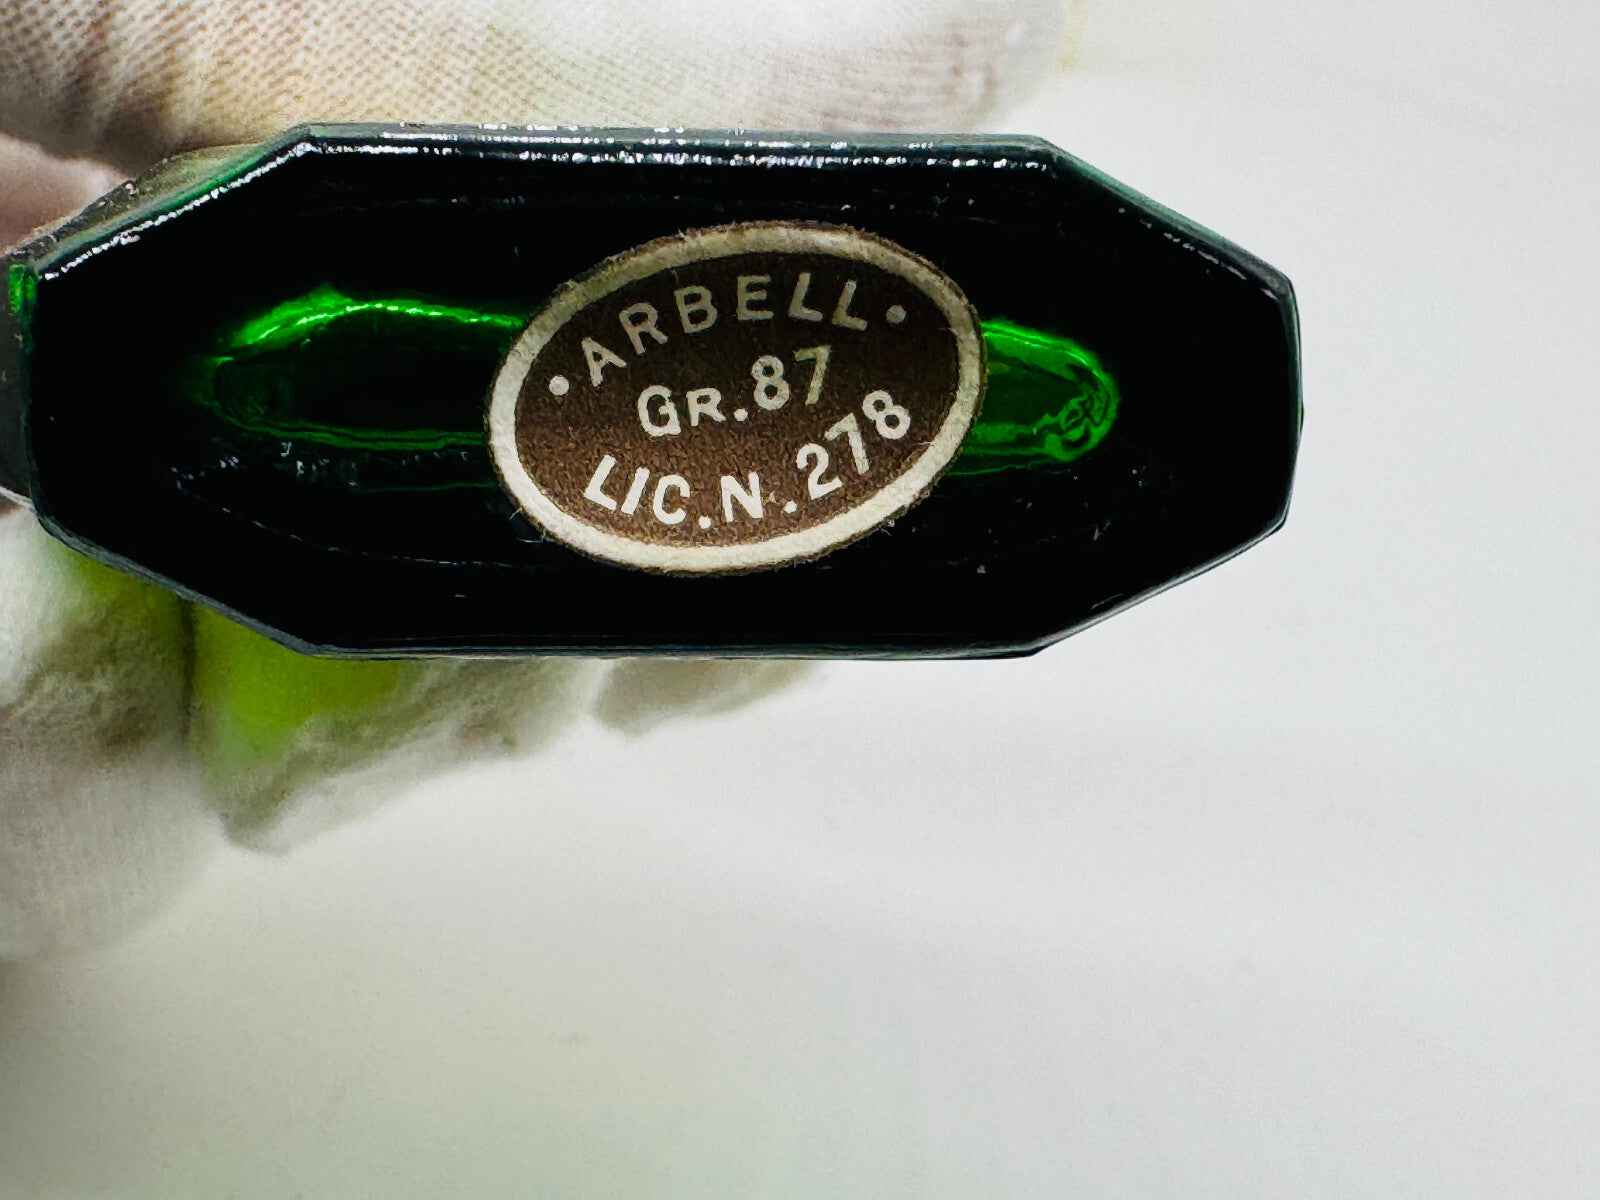 • ARBELL •
GR. 87
LIC. N. 278